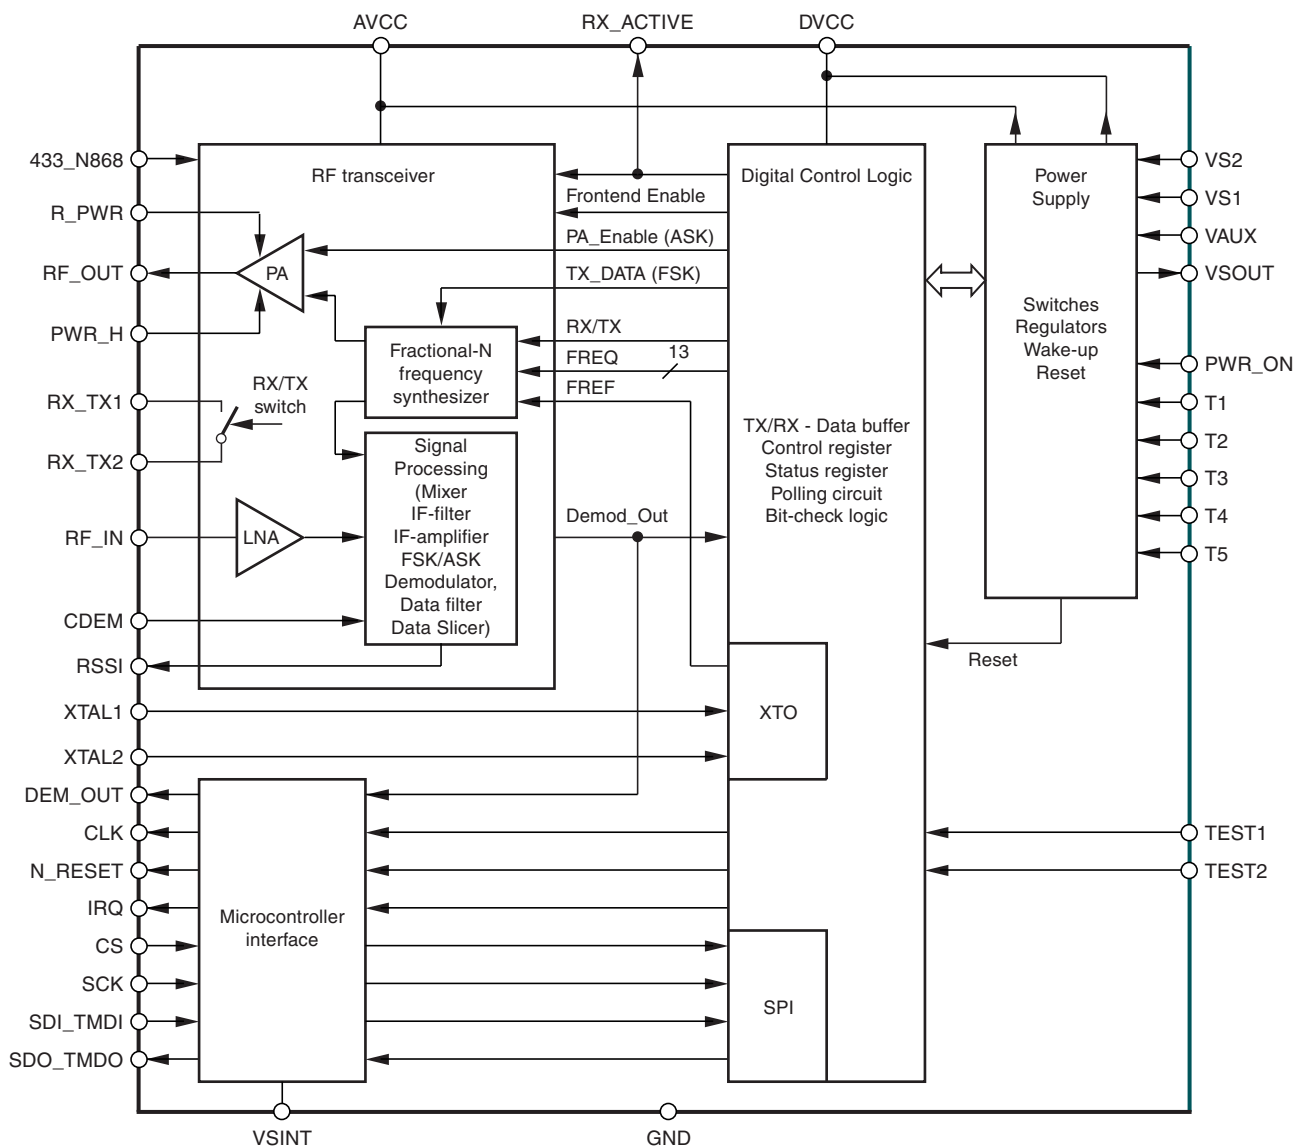 AVCC
RX_ACTIVE
DVCC
433_N868
R_PWR
RF_OUT
PWR_H
RX_TX1
RX_TX2
RF_IN
CDEM
RSSI
XTAL1
XTAL2
DEM_OUT
CLK
N_RESET
IRQ
CS
SCK
SDI_TMDI
SDO_TMDO
RF transceiver
PA
RX/TX
switch
LNA
Fractional-N
frequency
synthesizer
Signal
Processing
(Mixer
IF-filter
IF-amplifier
FSK/ASK
Demodulator,
Data filter
Data Slicer)
Frontend Enable
PA_Enable (ASK)
TX_DATA (FSK)
RX/TX
FREQ
13
FREF
Demod_Out
Digital Control Logic
TX/RX - Data buffer
Control register
Status register
Polling circuit
Bit-check logic
XTO
SPI
Microcontroller
interface
Power
Supply
Switches
Regulators
Wake-up
Reset
Reset
VS2
VS1
VAUX
VSOUT
PWR_ON
T1
T2
T3
T4
T5
TEST1
TEST2
VSINT
GND